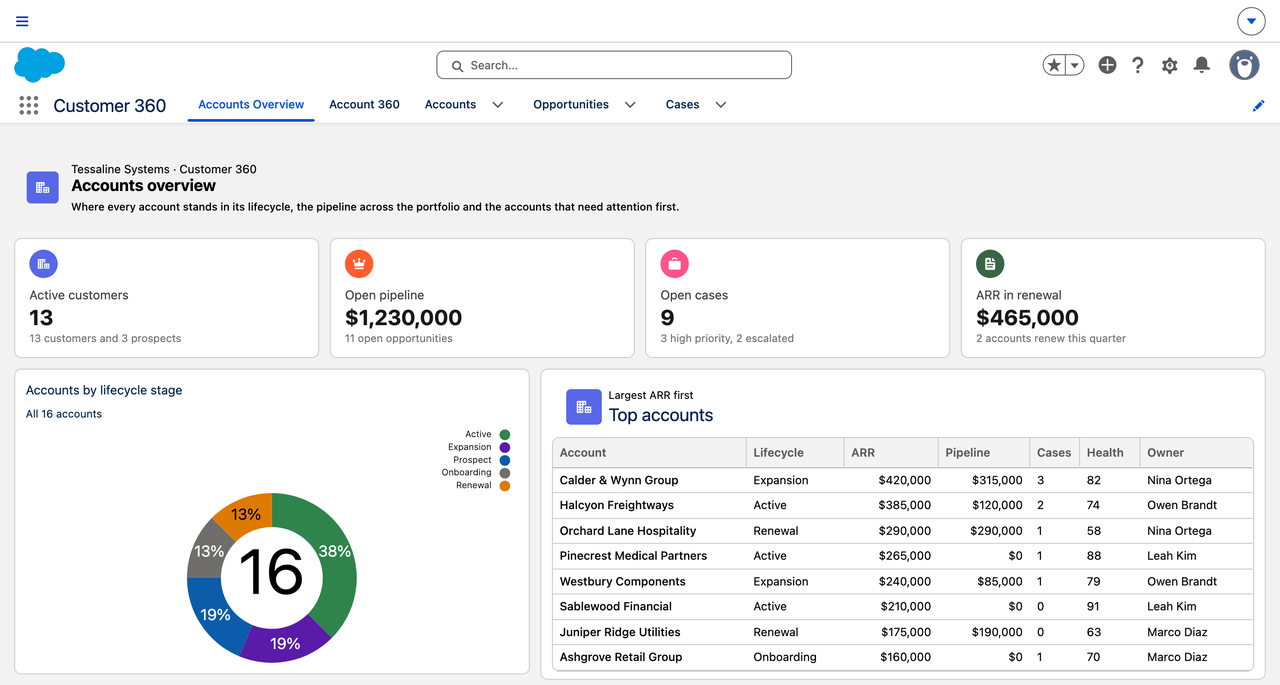 Search...
Customer 360
Accounts Overview
Account 360
Accounts
Opportunities
Cases
Tessaline Systems · Customer 360
Accounts overview
Where every account stands in its lifecycle, the pipeline across the portfolio and the accounts that need attention first.
Active customers
13
13 customers and 3 prospects
Open pipeline
$1,230,000
11 open opportunities
Open cases
9
3 high priority, 2 escalated
ARR in renewal
$465,000
2 accounts renew this quarter
Accounts by lifecycle stage
All 16 accounts
Active
Expansion
Prospect
Onboarding
Renewal
13%
38%
13%
16
19%
19%
Largest ARR first
Top accounts
Account Lifecycle ARR Pipeline Cases Health Owner
Calder & Wynn Group Expansion $420,000 $315,000 3 82 Nina Ortega
Halcyon Freightways Active $385,000 $120,000 2 74 Owen Brandt
Orchard Lane Hospitality Renewal $290,000 $290,000 1 58 Nina Ortega
Pinecrest Medical Partners Active $265,000 $0 1 88 Leah Kim
Westbury Components Expansion $240,000 $85,000 1 79 Owen Brandt
Sablewood Financial Active $210,000 $0 0 91 Leah Kim
Juniper Ridge Utilities Renewal $175,000 $190,000 0 63 Marco Diaz
Ashgrove Retail Group Onboarding $160,000 $0 1 70 Marco Diaz